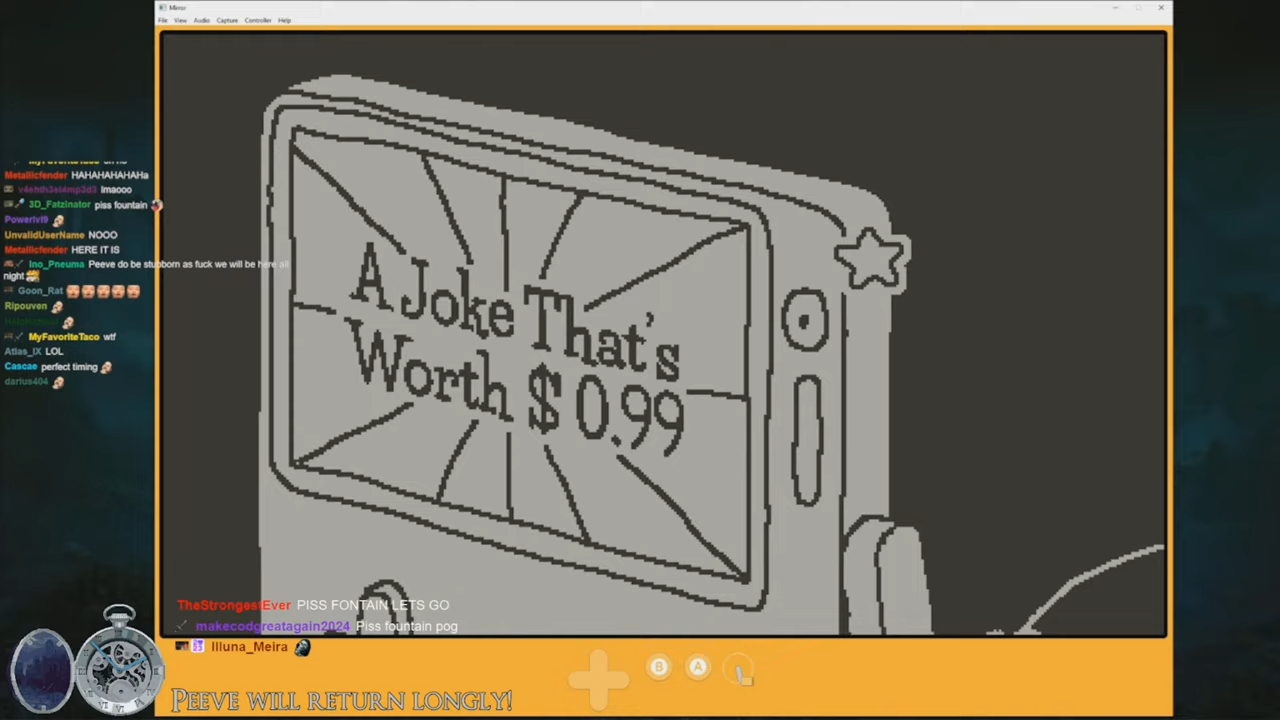 Mirror
File View Audio Capture Controller Help
Metallicfender HAHAHAHAHAHa
lmaooo
3D_Fatzinator piss fountain
Powerlvl9
UnvalidUserName NOOO
Metallicfender HERE IT IS
Ino_Pneuma Peeve do be stubborn as fuck we will be here all
night
Goon_Rat
Ripouven
MyFavoriteTaco wtf
Atlas_IX LOL
Cascae perfect timing
darius404
A Joke That's
Worth $0.99
TheStrongestEver PISS FONTAIN LETS GO
makecodgreatagain2024 Piss fountain pog
Illuna_Meira
B A
PEEVE WILL RETURN LONGLY!